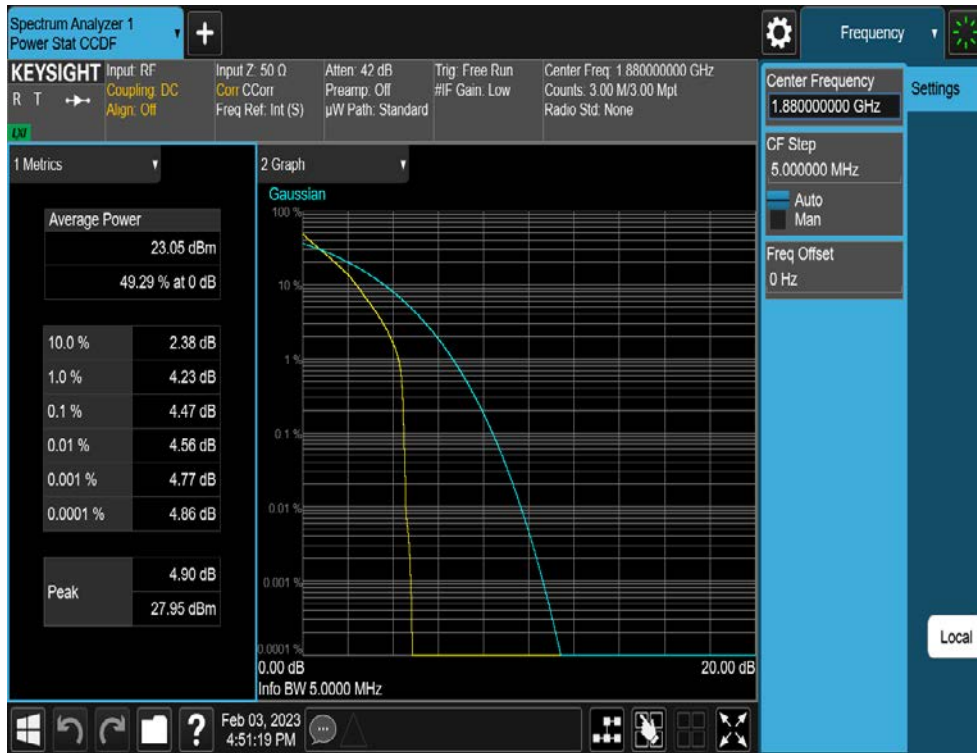 Spectrum Analyzer 1
Power Stat CCDF
+
Frequency
KEYSIGHT
R T
LXI
Input: RF
Coupling: DC
Align: Off
Input Z: 50 Ω
Corr CCorr
Freq Ref: Int (S)
Atten: 42 dB
Preamp: Off
µW Path: Standard
Trig: Free Run
#IF Gain: Low
Center Freq: 1.880000000 GHz
Counts: 3.00 M/3.00 Mpt
Radio Std: None
Center Frequency
1.880000000 GHz
Settings
CF Step
5.000000 MHz
Auto
Man
Freq Offset
0 Hz
1 Metrics
Average Power
23.05 dBm
49.29 % at 0 dB
10.0 % 2.38 dB
1.0 % 4.23 dB
0.1 % 4.47 dB
0.01 % 4.56 dB
0.001 % 4.77 dB
0.0001 % 4.86 dB
Peak
4.90 dB
27.95 dBm
2 Graph
Gaussian
100 %
10 %
1 %
0.1 %
0.01 %
0.001 %
0.0001 %
0.00 dB 20.00 dB
Info BW 5.0000 MHz
Local
?
Feb 03, 2023
4:51:19 PM